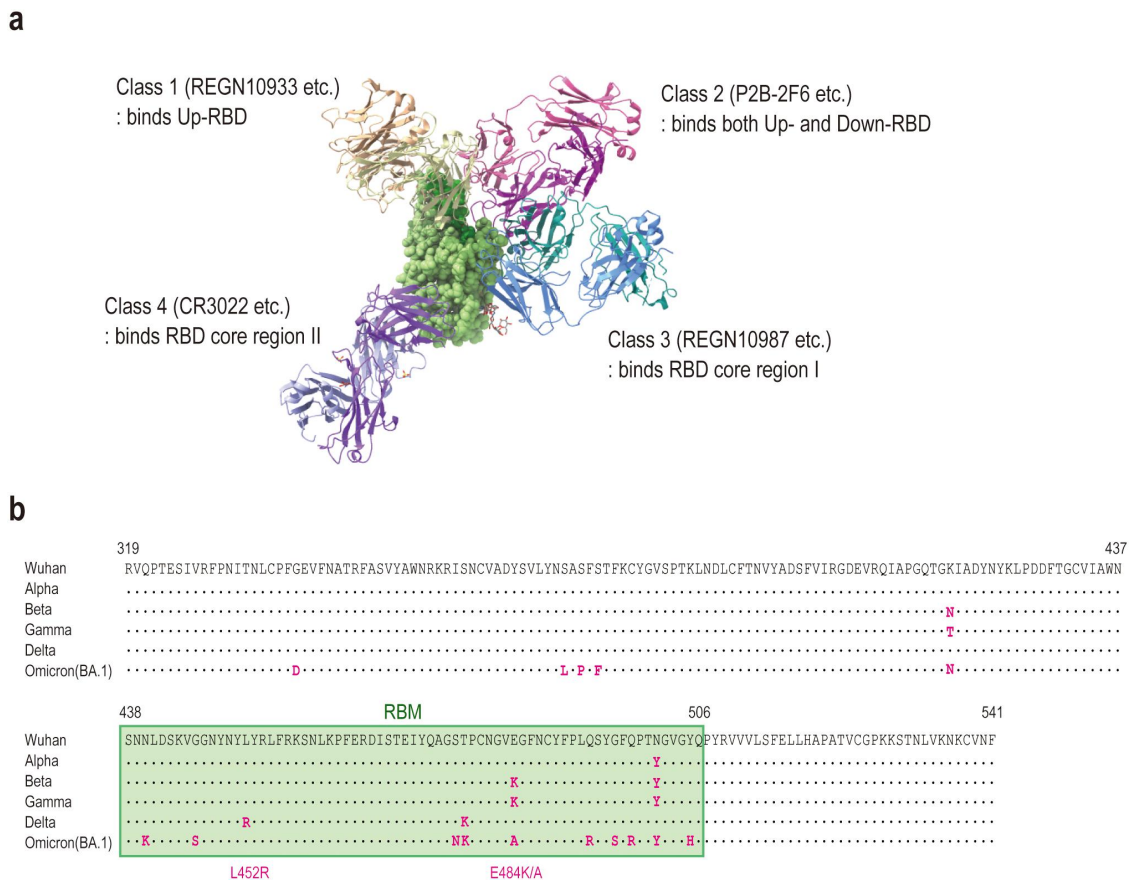 a
Class 1 (REGN10933 etc.)
: binds Up-RBD
Class 2 (P2B-2F6 etc.)
: binds both Up- and Down-RBD
Class 4 (CR3022 etc.)
: binds RBD core region II
Class 3 (REGN10987 etc.)
: binds RBD core region I
b
319 437
Wuhan RVQPTESIVRFPNITNLCPFGEVFNATRFASVYAWNRKRISNCVADYSVLYNSASFSTFKCYGVSPTKLNDLCFTNVYADSFVIRGDEVRQIAPGQTGKIADYNYKLPDDFTGCVIAWN
Alpha .......................................................................................................................
Beta ..................................................................................................N....................
Gamma ..................................................................................................T....................
Delta .......................................................................................................................
Omicron(BA.1) ....................D...............................L.P.F.........................................N....................
438 RBM 506 541
Wuhan SNNLDSKVGGNYNYLYRLFRKSNLKPFERDISTEIYQAGSTPCNGVEGFNCYFPLQSYGFQPTNGVGYQPYRVVVLSFELLHAPATVCGPKKSTNLVKNKCVNF
Alpha ...............................................................Y........................................
Beta ..............................................K................Y........................................
Gamma ..............................................K................Y........................................
Delta ..............R.........................K...............................................................
Omicron(BA.1) ..K.....S..............................NK.....A........R..S.R..Y...H....................................
L452R E484K/A